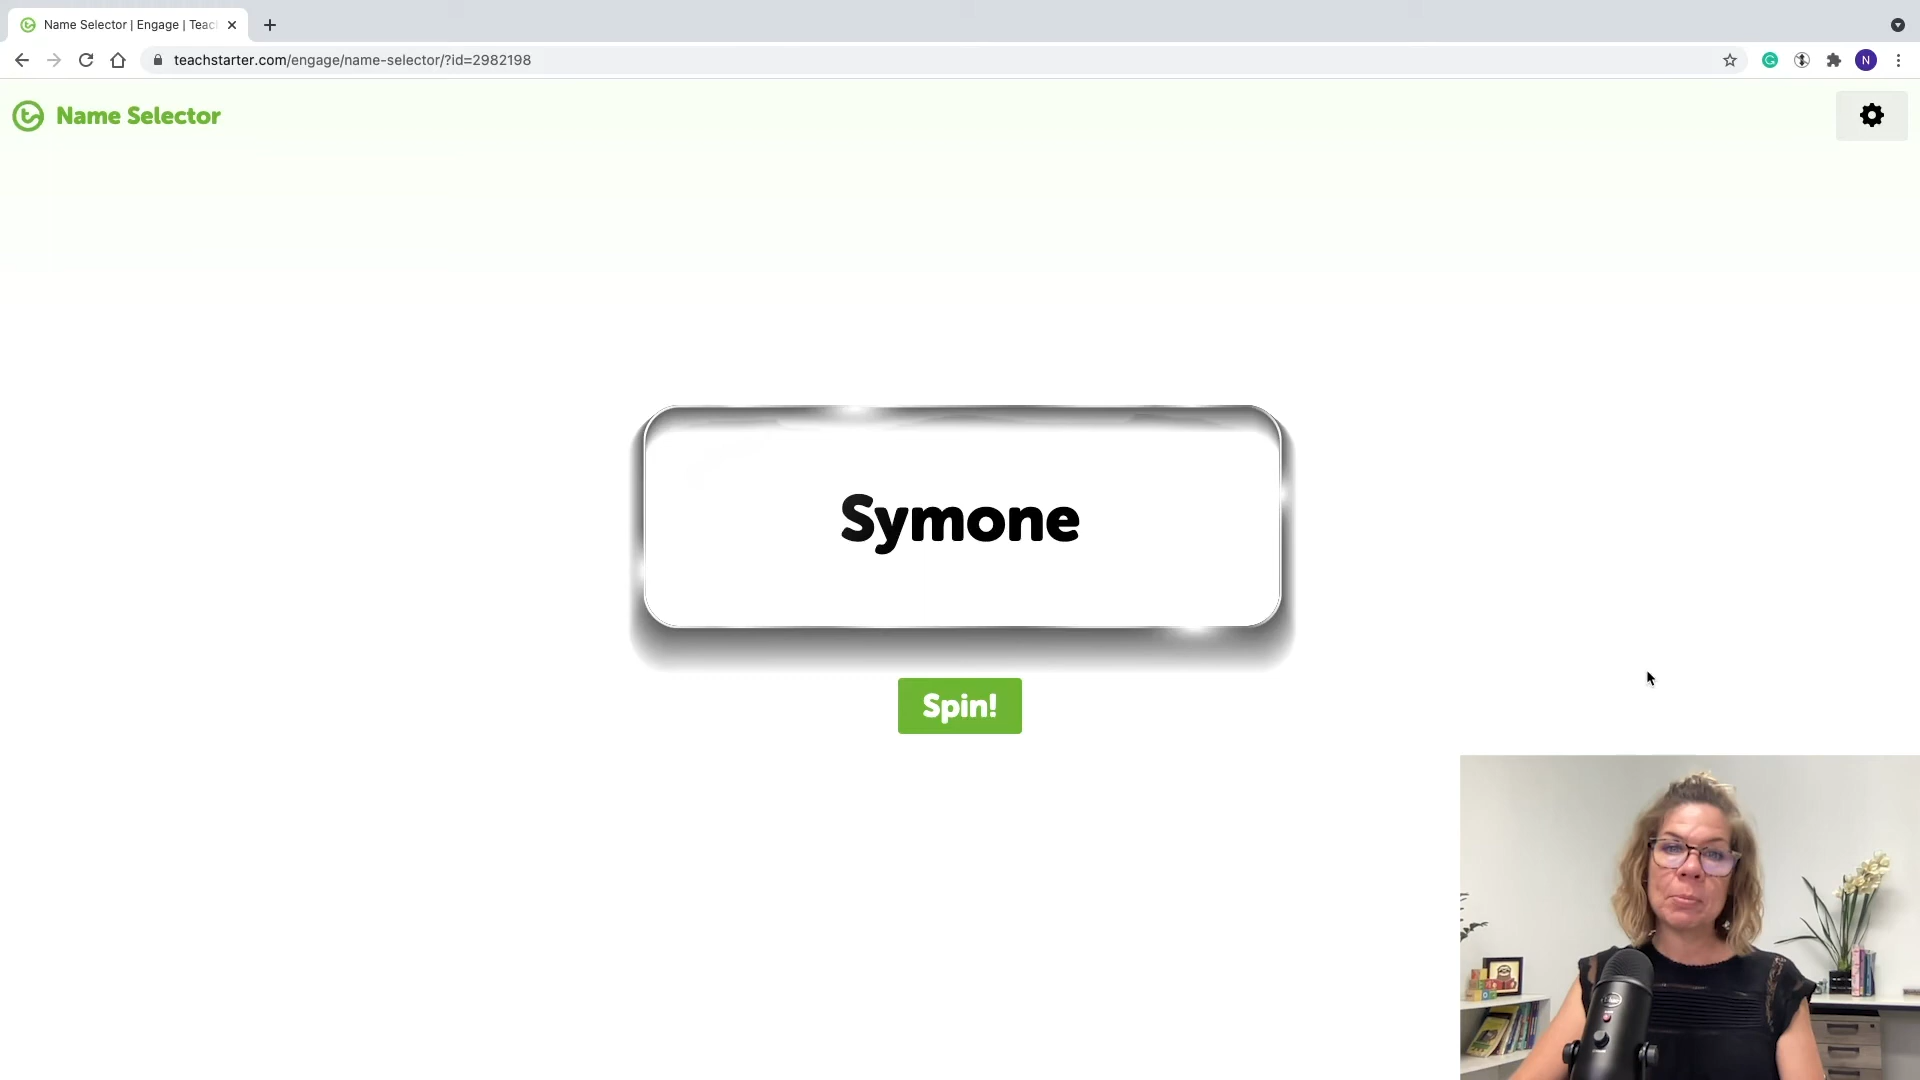 Name Selector | Engage | Teac
teachstarter.com/engage/name-selector/?id=2982198
N
Name Selector
Symone
Spin!